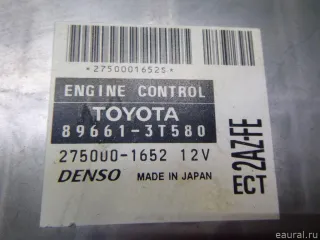 *2750001652S*
ENGINE CONTROL
TOYOTA
89661-3T580
275000-1652 12V
DENSO MADE IN JAPAN
2AZ-FE
ECT
© eaural.ru